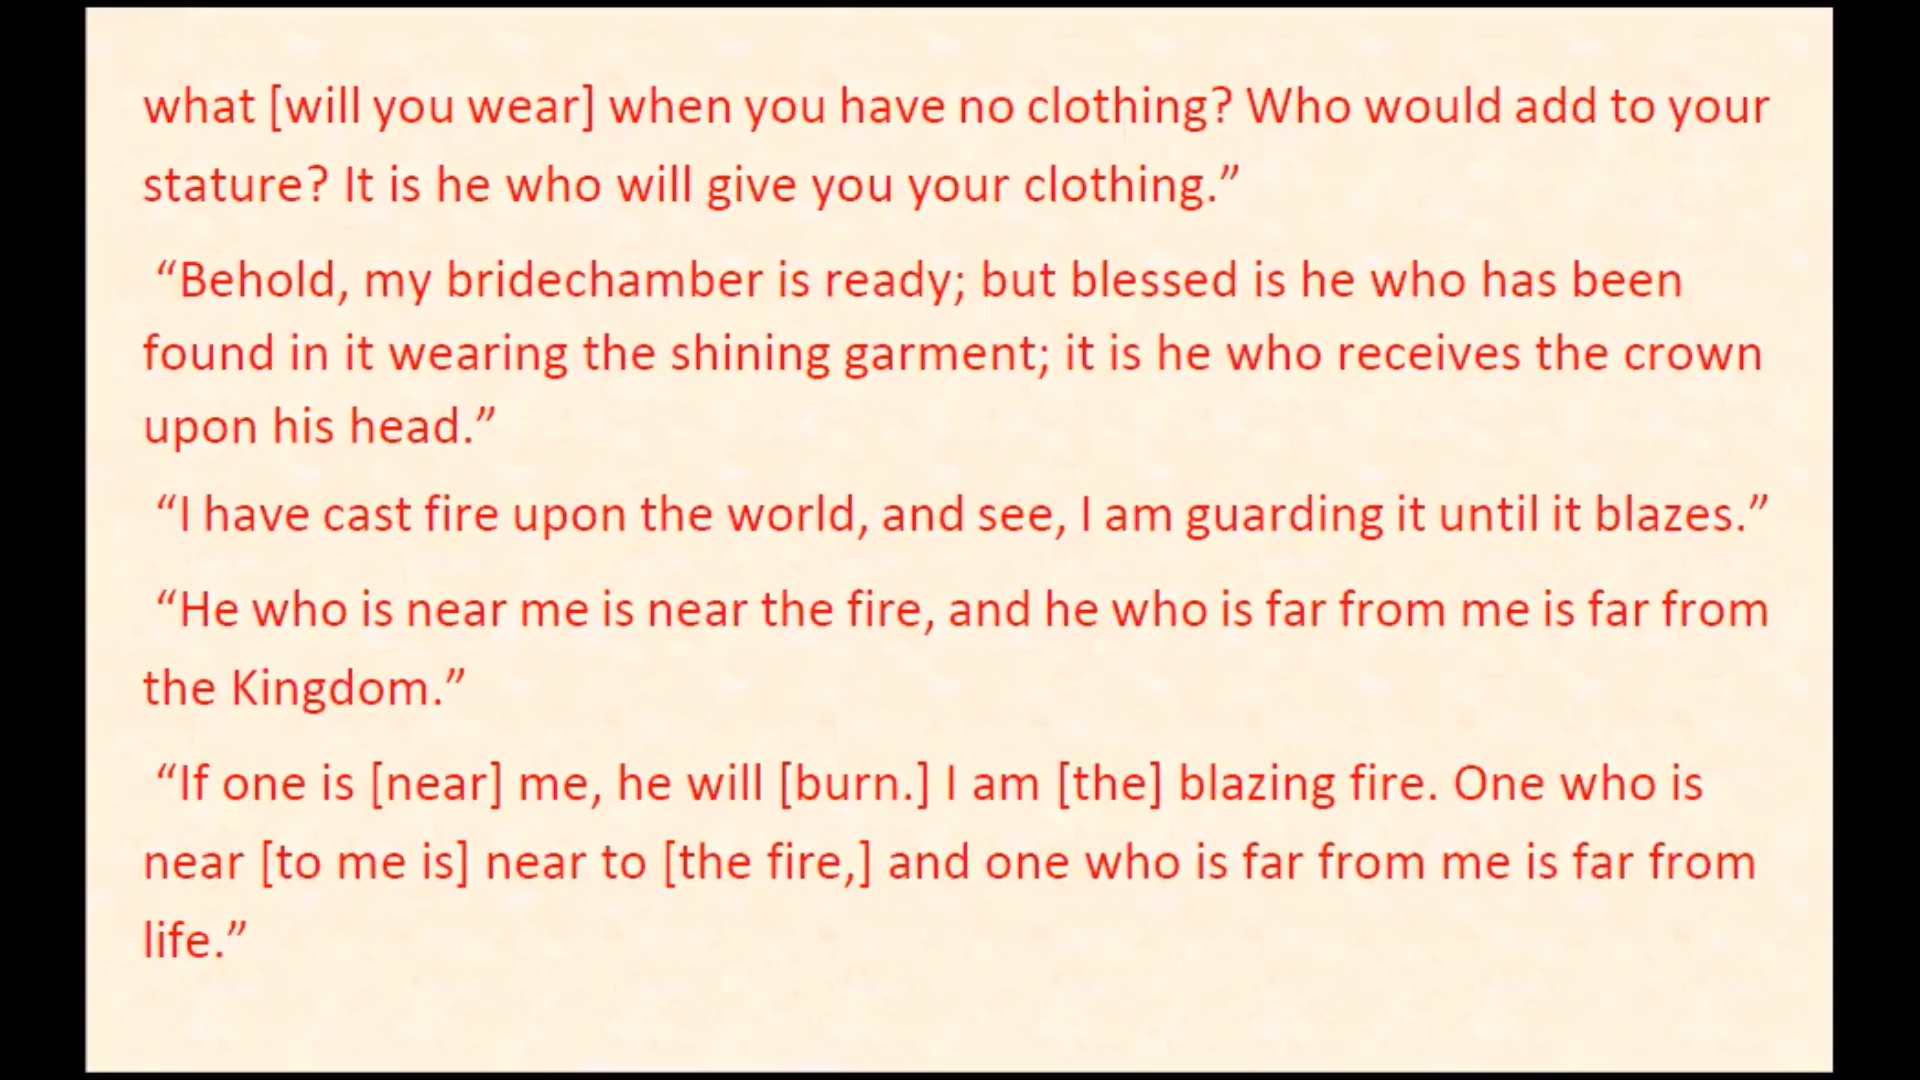 what [will you wear] when you have no clothing? Who would add to your
stature? It is he who will give you your clothing.”
“Behold, my bridechamber is ready; but blessed is he who has been
found in it wearing the shining garment; it is he who receives the crown
upon his head.”
“I have cast fire upon the world, and see, I am guarding it until it blazes.”
“He who is near me is near the fire, and he who is far from me is far from
the Kingdom.”
“If one is [near] me, he will [burn.] I am [the] blazing fire. One who is
near [to me is] near to [the fire,] and one who is far from me is far from
life.”